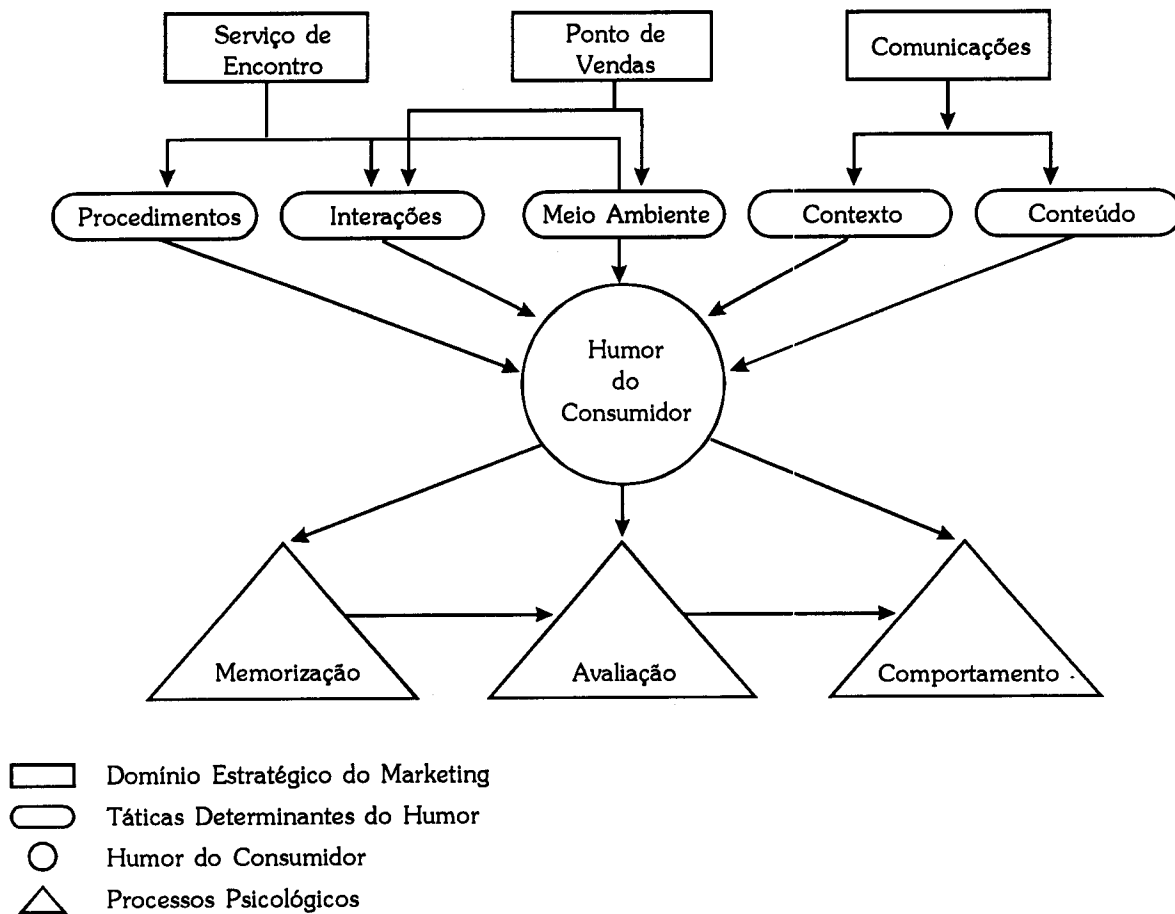 Serviço de
Encontro
Ponto de
Vendas
Comunicações
Procedimentos
Interações
Meio Ambiente
Contexto
Conteúdo
Humor
do
Consumidor
Memorização
Avaliação
Comportamento
Domínio Estratégico do Marketing
Táticas Determinantes do Humor
Humor do Consumidor
Processos Psicológicos